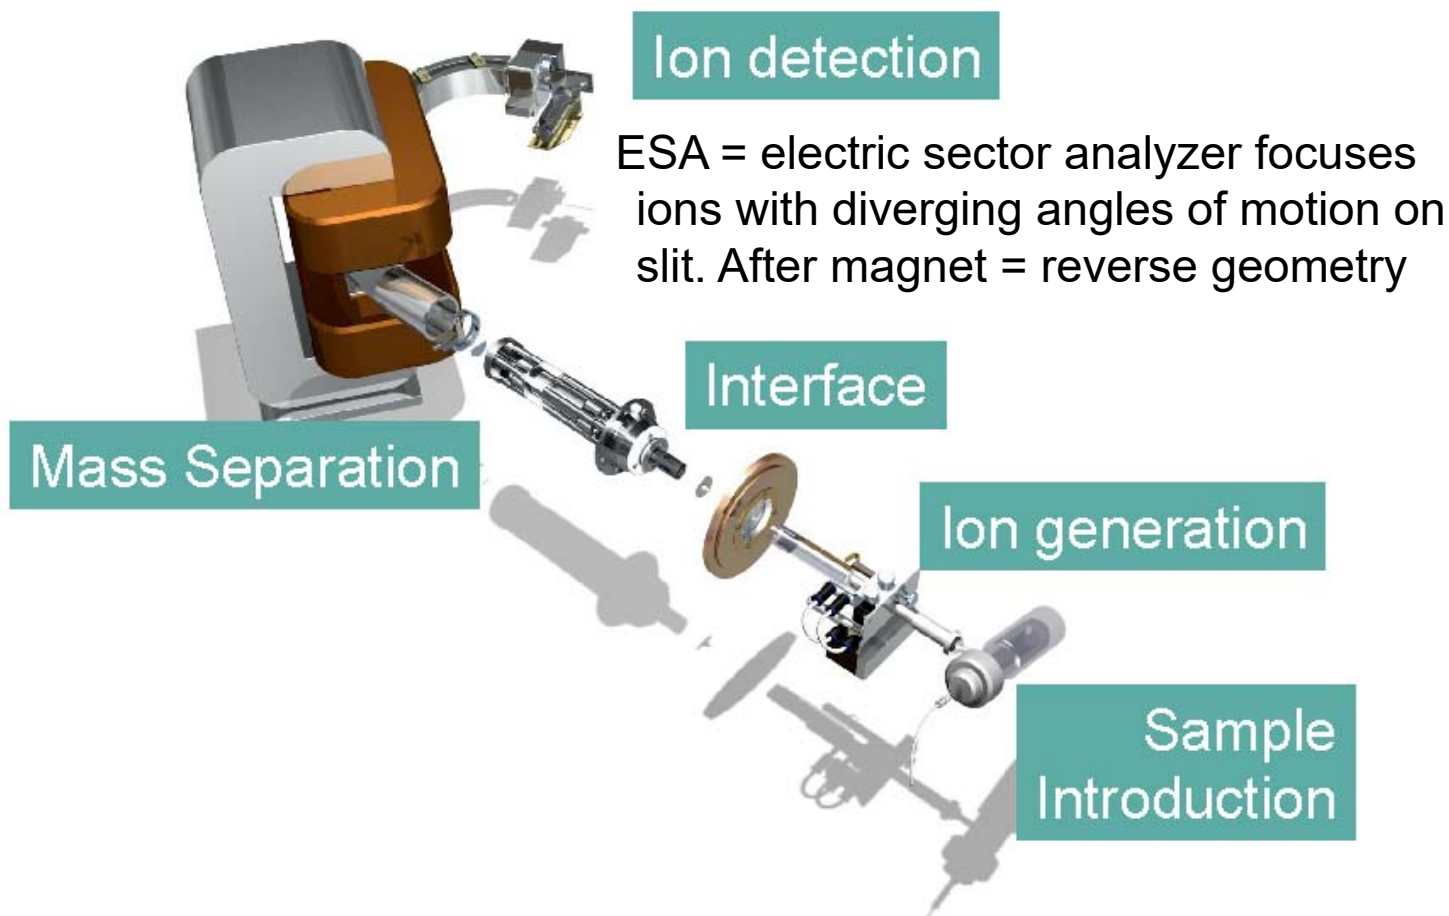 Ion detection
ESA = electric sector analyzer focuses
ions with diverging angles of motion on
slit. After magnet = reverse geometry
Interface
Mass Separation
Ion generation
Sample
Introduction